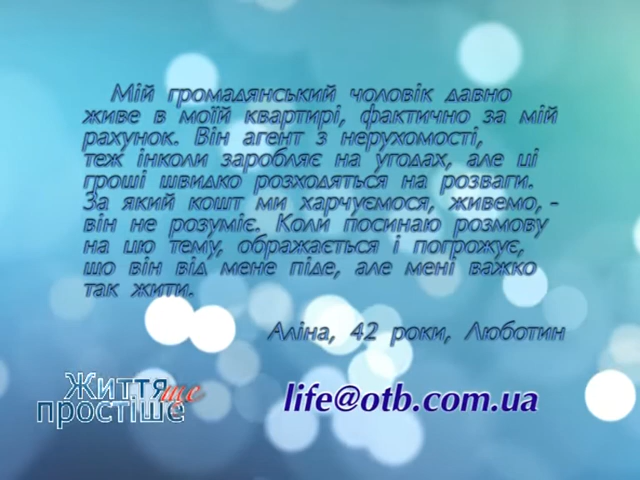 Мій громадянський чоловік давно
живе в моїй квартирі, фактично за мій
рахунок. Він агент з нерухомості,
теж інколи заробляє на угодах, але ці
гроші швидко розходяться на розваги.
За який кошт ми харчуємося, живемо, -
він не розуміє. Коли посинаю розмову
на цю тему, ображається і погрожує,
що він від мене піде, але мені важко
так жити.
Аліна, 42 роки, Люботин
Життя ще
простіше
life@otb.com.ua